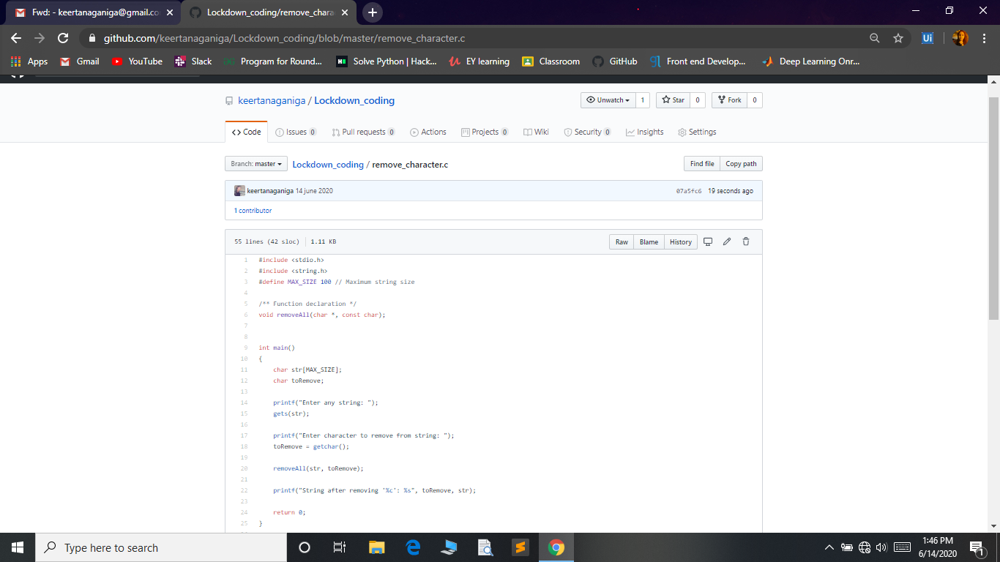 Fwd: - keertanaganiga@gmail.co
Lockdown_coding/remove_chara
github.com/keertanaganiga/Lockdown_coding/blob/master/remove_character.c
Apps Gmail YouTube Slack Program for Round... Solve Python | Hack... EY learning Classroom GitHub Front end Develop... Deep Learning Onr...
keertanaganiga / Lockdown_coding
Unwatch 1 Star 0 Fork 0
Code Issues 0 Pull requests 0 Actions Projects 0 Wiki Security 0 Insights Settings
Branch: master Lockdown_coding / remove_character.c Find file Copy path
keertanaganiga 14 june 2020 07a5fc6 19 seconds ago
1 contributor
55 lines (42 sloc) 1.11 KB Raw Blame History
1 #include <stdio.h>
2 #include <string.h>
3 #define MAX_SIZE 100 // Maximum string size
4
5 /** Function declaration */
6 void removeAll(char *, const char);
7
8
9 int main()
10 {
11 char str[MAX_SIZE];
12 char toRemove;
13
14 printf("Enter any string: ");
15 gets(str);
16
17 printf("Enter character to remove from string: ");
18 toRemove = getchar();
19
20 removeAll(str, toRemove);
21
22 printf("String after removing '%c': %s", toRemove, str);
23
24 return 0;
25 }
Type here to search
1:46 PM
6/14/2020
1